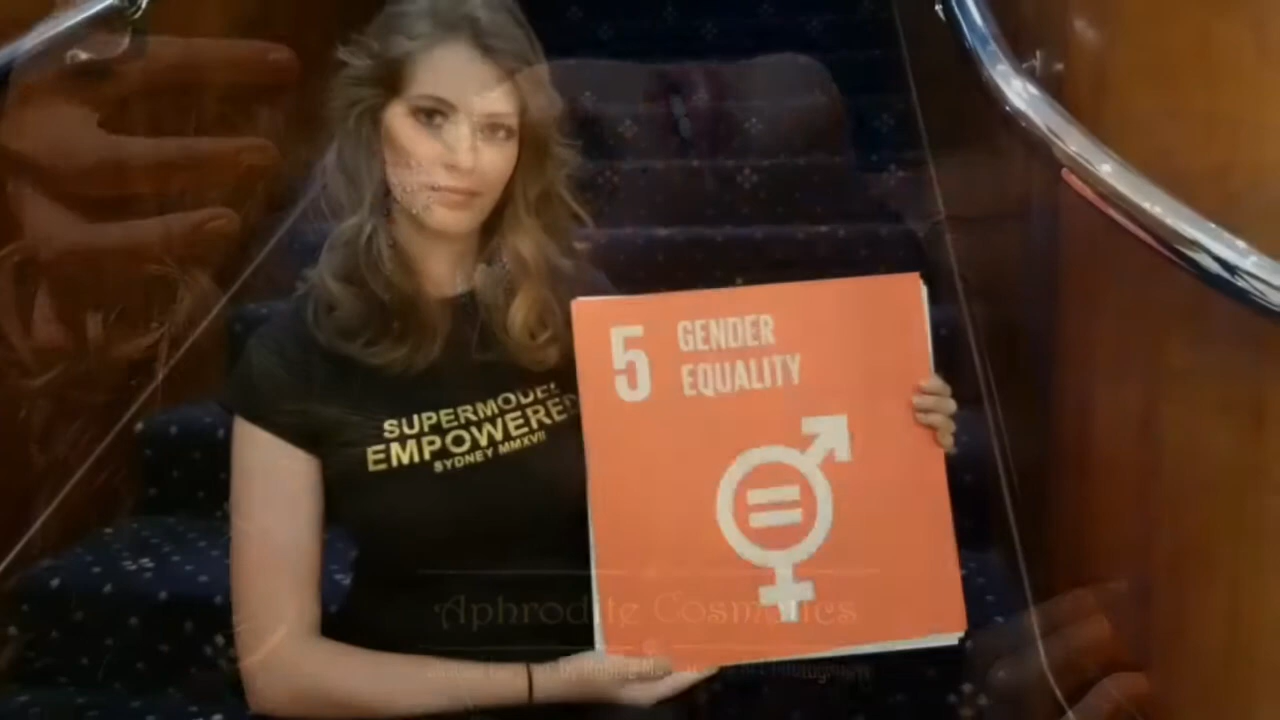 SUPERMODEL
EMPOWERED
SYDNEY MMXVII
5 GENDER
EQUALITY
Aphrodite Cosmetics